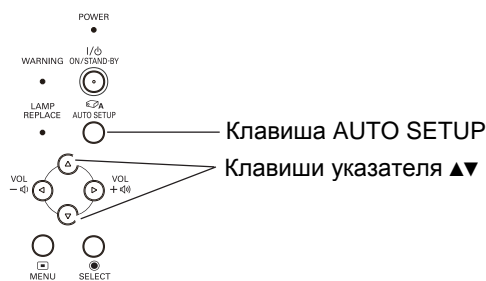 POWER
I/⏻
WARNING ON/STAND-BY
LAMP
REPLACE
A
AUTO SETUP
Клавиша AUTO SETUP
Клавиши указателя ▲▼
VOL
−
VOL
+
MENU
SELECT